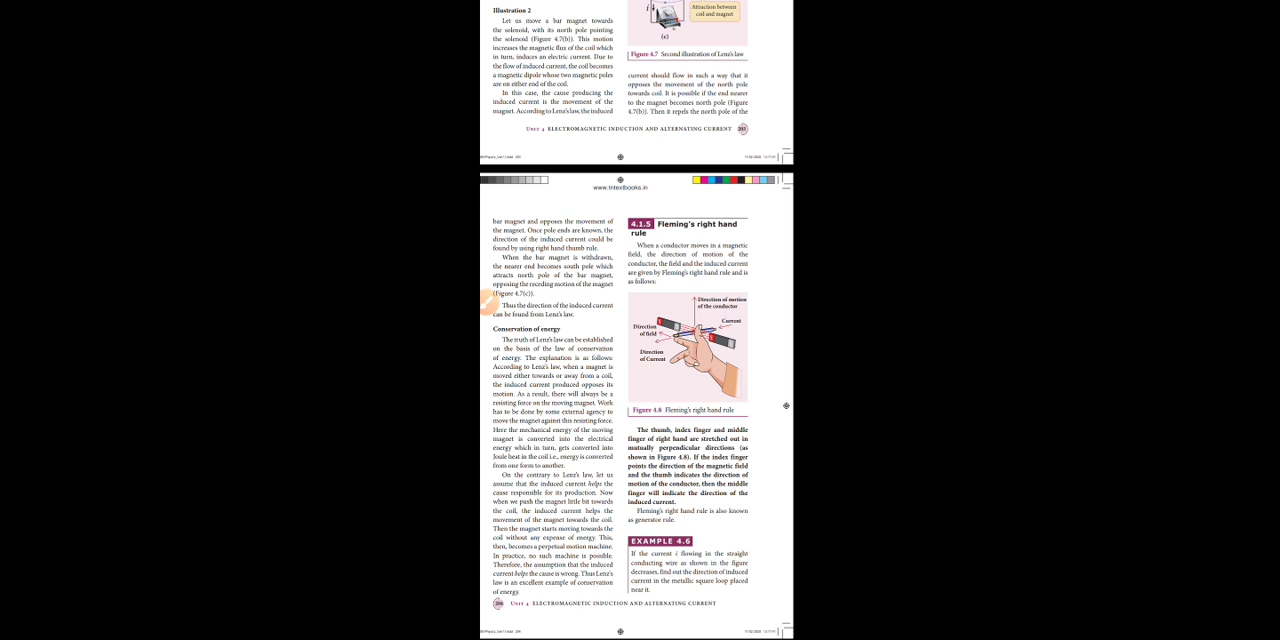 Illustration 2
Let us move a bar magnet towards
the solenoid, with its north pole pointing
the solenoid (Figure 4.7(b)). This motion
increases the magnetic flux of the coil which
in turn, induces an electric current. Due to
the flow of induced current, the coil becomes
a magnetic dipole whose two magnetic poles
are on either end of the coil.
In this case, the cause producing the
induced current is the movement of the
magnet. According to Lenz's law, the induced
Attraction between
coil and magnet
(c)
Figure 4.7 Second illustration of Lenz's law
current should flow in such a way that it
opposes the movement of the north pole
towards coil. It is possible if the end nearer
to the magnet becomes north pole (Figure
4.7(b)). Then it repels the north pole of the
UNIT 4 ELECTROMAGNETIC INDUCTION AND ALTERNATING CURRENT 203
www.tntextbooks.in
bar magnet and opposes the movement of
the magnet. Once pole ends are known, the
direction of the induced current could be
found by using right hand thumb rule.
When the bar magnet is withdrawn,
the nearer end becomes south pole which
attracts north pole of the bar magnet,
opposing the receding motion of the magnet
(Figure 4.7(c)).
Thus the direction of the induced current
can be found from Lenz's law.
Conservation of energy
The truth of Lenz's law can be established
on the basis of the law of conservation
of energy. The explanation is as follows:
According to Lenz's law, when a magnet is
moved either towards or away from a coil,
the induced current produced opposes its
motion. As a result, there will always be a
resisting force on the moving magnet. Work
has to be done by some external agency to
move the magnet against this resisting force.
Here the mechanical energy of the moving
magnet is converted into the electrical
energy which in turn, gets converted into
Joule heat in the coil i.e., energy is converted
from one form to another.
On the contrary to Lenz's law, let us
assume that the induced current helps the
cause responsible for its production. Now
when we push the magnet little bit towards
the coil, the induced current helps the
movement of the magnet towards the coil.
Then the magnet starts moving towards the
coil without any expense of energy. This,
then, becomes a perpetual motion machine.
In practice, no such machine is possible.
Therefore, the assumption that the induced
current helps the cause is wrong. Thus Lenz's
law is an excellent example of conservation
of energy.
4.1.5 Fleming's right hand
rule
When a conductor moves in a magnetic
field, the direction of motion of the
conductor, the field and the induced current
are given by Fleming's right hand rule and is
as follows:
Direction of motion
of the conductor
Current
Direction
of field
Direction
of Current
Figure 4.8 Fleming's right hand rule
The thumb, index finger and middle
finger of right hand are stretched out in
mutually perpendicular directions (as
shown in Figure 4.8). If the index finger
points the direction of the magnetic field
and the thumb indicates the direction of
motion of the conductor, then the middle
finger will indicate the direction of the
induced current.
Fleming's right hand rule is also known
as generator rule.
EXAMPLE 4.6
If the current i flowing in the straight
conducting wire as shown in the figure
decreases, find out the direction of induced
current in the metallic square loop placed
near it.
UNIT 4 ELECTROMAGNETIC INDUCTION AND ALTERNATING CURRENT